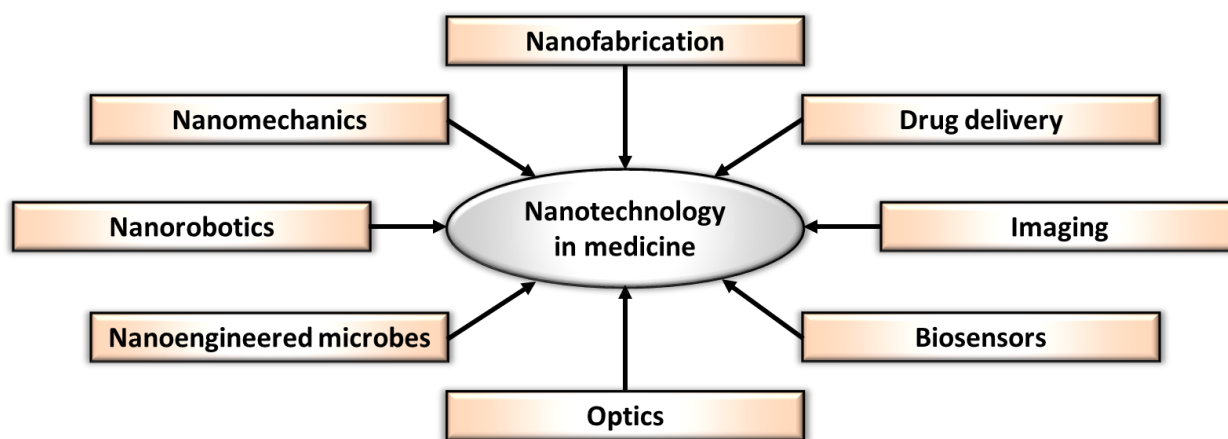 Nanofabrication
Nanomechanics
Drug delivery
Nanorobotics
Nanotechnology
in medicine
Imaging
Nanoengineered microbes
Biosensors
Optics